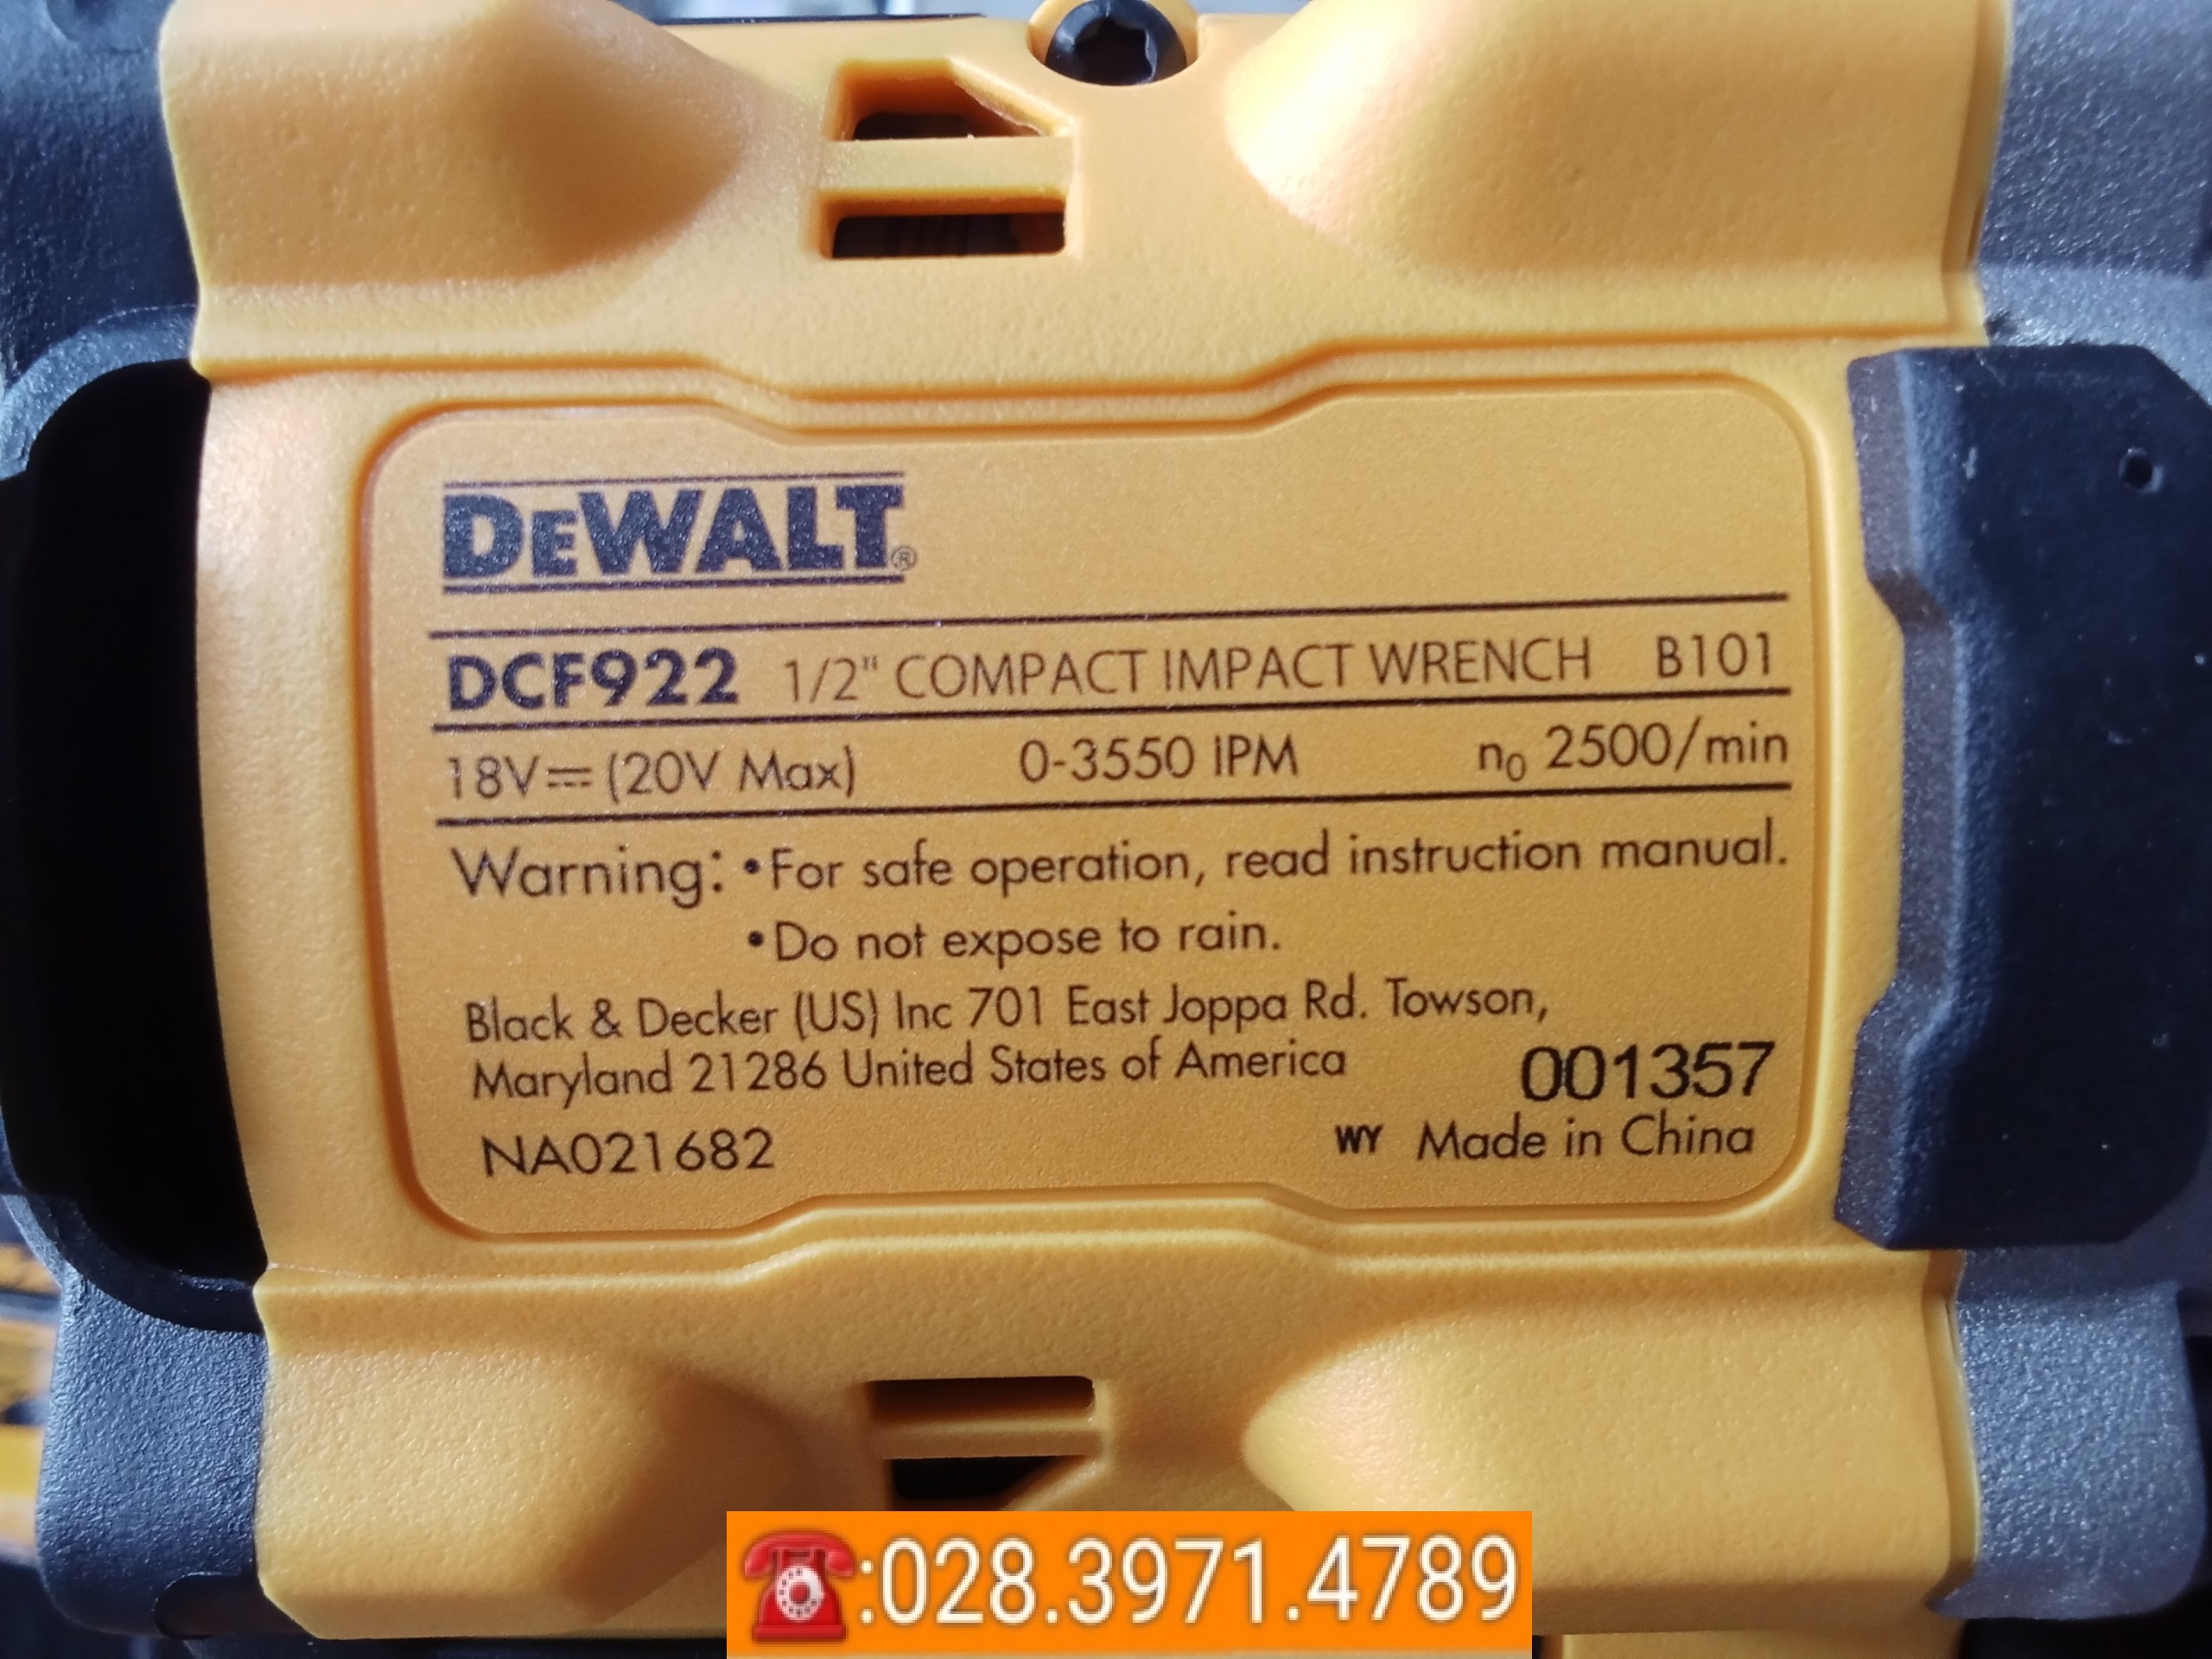 DEWALT®
DCF922 1/2" COMPACT IMPACT WRENCH B101
18V⎓(20V Max) 0-3550 IPM n₀ 2500/min
Warning: •For safe operation, read instruction manual.
•Do not expose to rain.
Black & Decker (US) Inc 701 East Joppa Rd. Towson,
Maryland 21286 United States of America 001357
NA021682 WY Made in China
☎:028.3971.4789